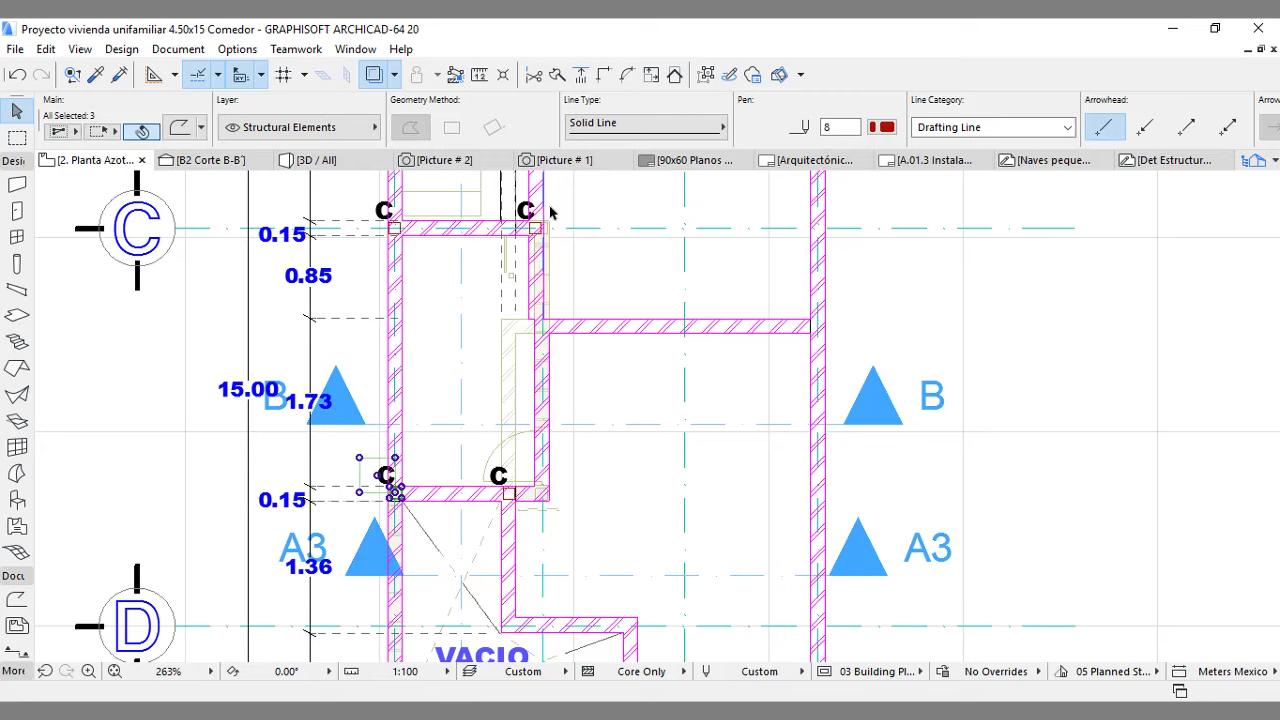 Proyecto vivienda unifamiliar 4.50x15 Comedor - GRAPHISOFT ARCHICAD-64 20
File Edit View Design Document Options Teamwork Window Help
Main:
All Selected: 3
Layer:
Structural Elements
Geometry Method:
Line Type:
Solid Line
Pen:
8
Line Category:
Drafting Line
Arrowhead:
Arrow
Desi
[2. Planta Azot...
[B2 Corte B-B']
[3D / All]
[Picture # 2]
[Picture # 1]
[90x60 Planos ...
[Arquitectónic...
[A.01.3 Instala...
[Naves peque...
[Det Estructur...
C
C
C
0.15
0.85
15.00
B
1.73
B
C
C
0.15
A3
1.36
A3
D
VACIO
Docu
More
263%
0.00°
1:100
Custom
Core Only
Custom
03 Building Pl...
No Overrides
05 Planned St...
Meters Mexico